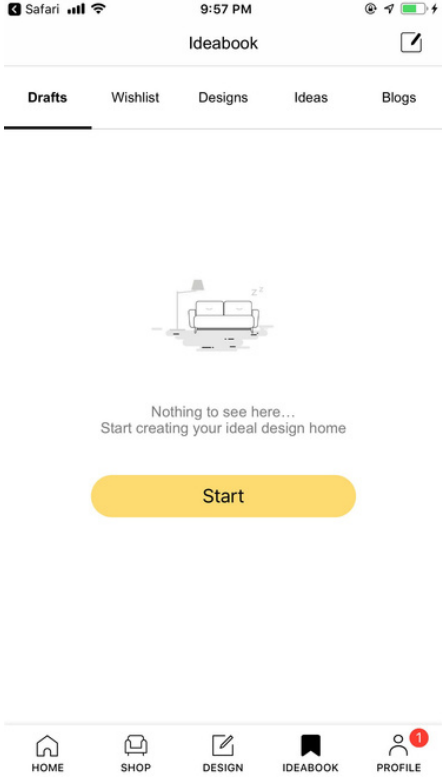 Safari 9:57 PM
Ideabook
Drafts Wishlist Designs Ideas Blogs
z z
Nothing to see here...
Start creating your ideal design home
Start
1
HOME SHOP DESIGN IDEABOOK PROFILE